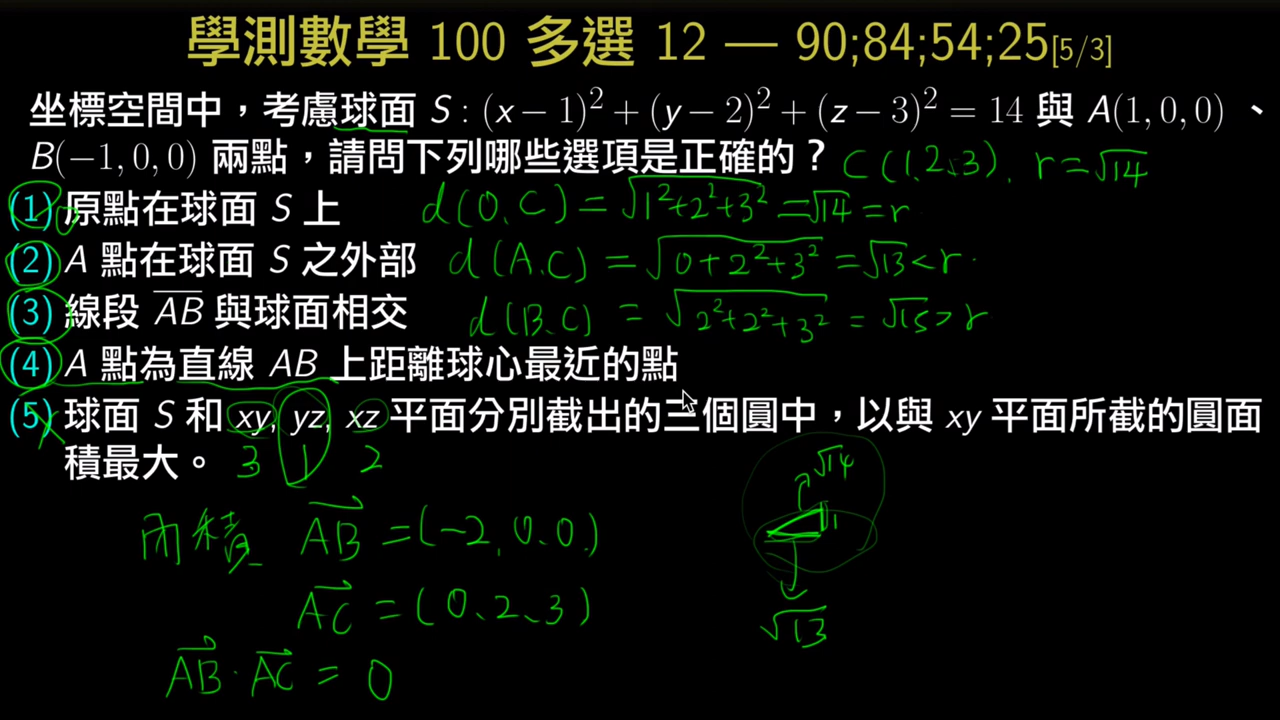 學測數學 100 多選 12 — 90;84;54;25[5/3]
坐標空間中，考慮球面 S : (x − 1)² + (y − 2)² + (z − 3)² = 14 與 A(1, 0, 0) 、
B(−1, 0, 0) 兩點，請問下列哪些選項是正確的？ C(1,2,3), r=√14
(1) 原點在球面 S 上 d(O,C) = √1²+2²+3² = √14 = r
(2) A 點在球面 S 之外部 d(A,C) = √0+2²+3² = √13 < r
(3) 線段 AB 與球面相交 d(B,C) = √2²+2²+3² = √15 > r
(4) A 點為直線 AB 上距離球心最近的點
(5) 球面 S 和 xy, yz, xz 平面分別截出的三個圓中，以與 xy 平面所截的圓面
積最大。 3 1 2
√14
1
內積 AB = (−2, 0, 0)
AC = (0, 2, 3)
√13
AB · AC = 0